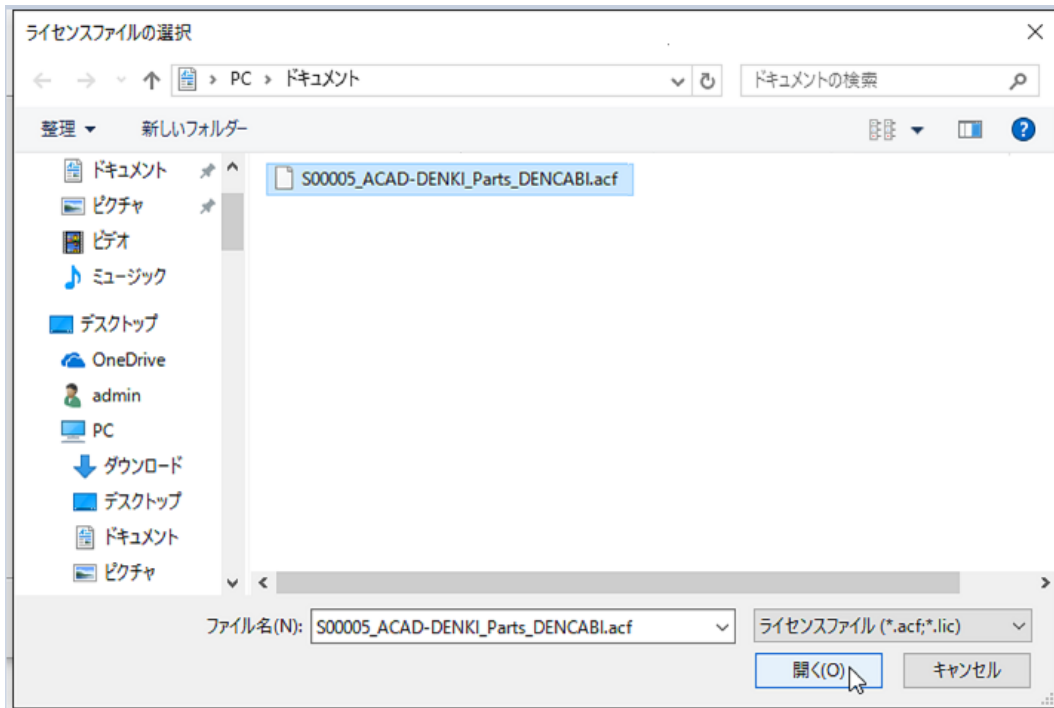 ライセンスファイルの選択
PC › ドキュメント
ドキュメントの検索
整理
新しいフォルダー
ドキュメント
ピクチャ
ビデオ
ミュージック
デスクトップ
OneDrive
admin
PC
ダウンロード
デスクトップ
ドキュメント
ピクチャ
S00005_ACAD-DENKI_Parts_DENCABI.acf
ファイル名(N): S00005_ACAD-DENKI_Parts_DENCABI.acf
ライセンスファイル (*.acf;*.lic)
開く(O)
キャンセル